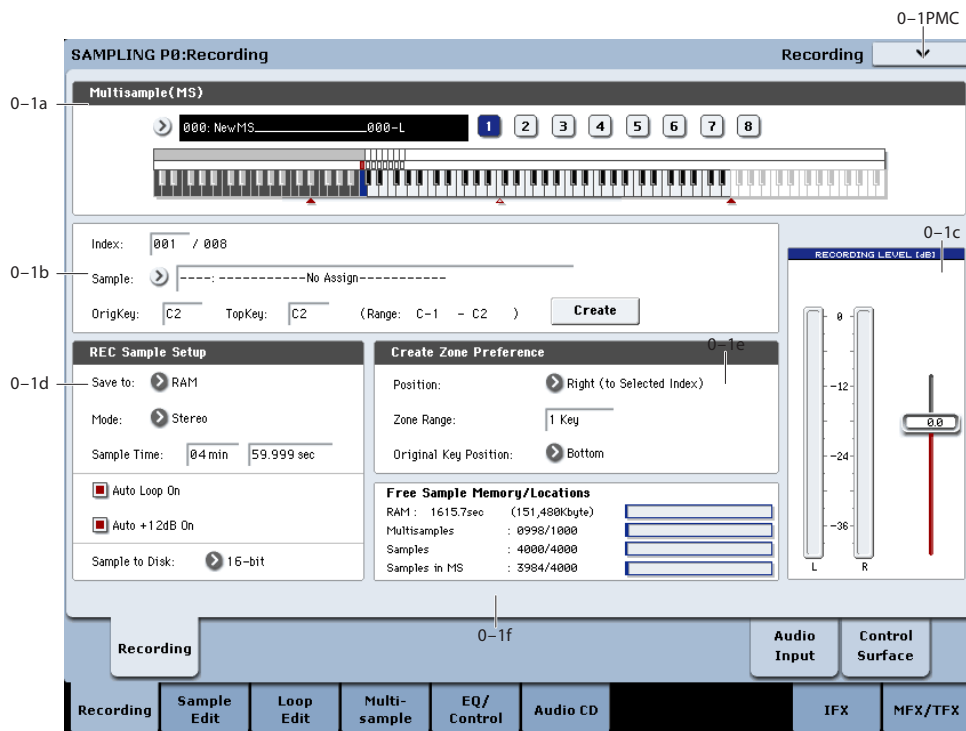 0–1PMC
SAMPLING P0:Recording
Recording
0–1a
Multisample(MS)
000: NewMS_______________000-L
1 2 3 4 5 6 7 8
0–1c
Index: 001 / 008
0–1b
Sample: ----: ------------No Assign------------
OrigKey: C2 TopKey: C2 (Range: C-1 - C2 ) Create
RECORDING LEVEL [dB]
0
-12
-24
-36
L R
0.0
REC Sample Setup
0–1d
Save to: RAM
Mode: Stereo
Sample Time: 04 min 59.999 sec
Auto Loop On
Auto +12dB On
Sample to Disk: 16-bit
Create Zone Preference
0–1e
Position: Right (to Selected Index)
Zone Range: 1 Key
Original Key Position: Bottom
Free Sample Memory/Locations
RAM : 1615.7sec (151,480Kbyte)
Multisamples : 0998/1000
Samples : 4000/4000
Samples in MS : 3984/4000
0–1f
Recording
Audio Input
Control Surface
Recording
Sample Edit
Loop Edit
Multi-sample
EQ/Control
Audio CD
IFX
MFX/TFX